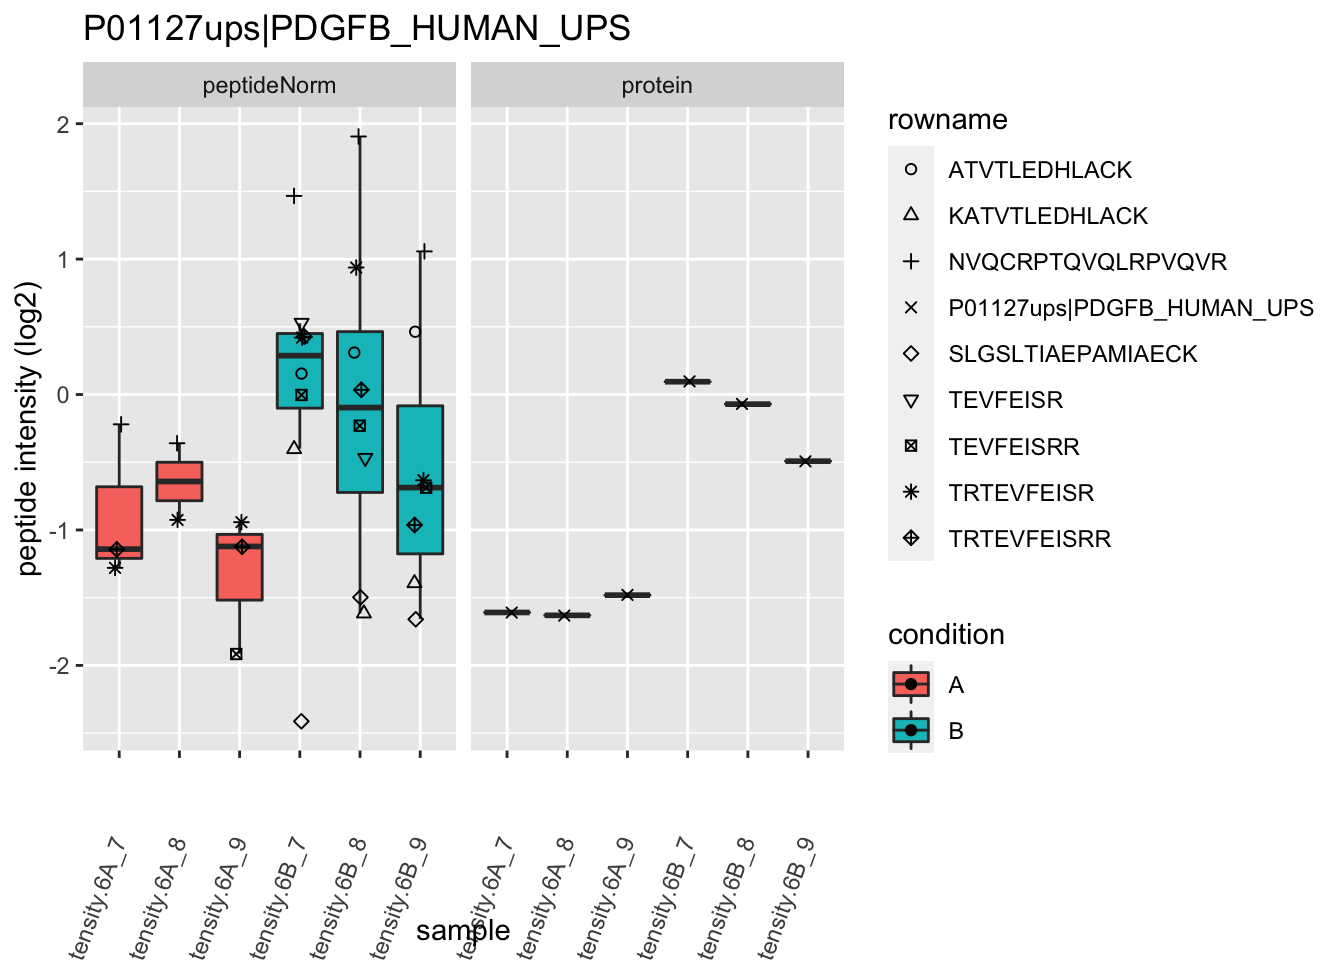 P01127ups|PDGFB_HUMAN_UPS
peptideNorm
protein
peptide intensity (log2)
2
1
0
-1
-2
tensity.6A_7
tensity.6A_8
tensity.6A_9
tensity.6B_7
tensity.6B_8
tensity.6B_9
tensity.6A_7
tensity.6A_8
tensity.6A_9
tensity.6B_7
tensity.6B_8
tensity.6B_9
sample
rowname
ATVTLEDHLACK
KATVTLEDHLACK
NVQCRPTQVQLRPVQVR
P01127ups|PDGFB_HUMAN_UPS
SLGSLTIAEPAMIAECK
TEVFEISR
TEVFEISRR
TRTEVFEISR
TRTEVFEISRR
condition
A
B